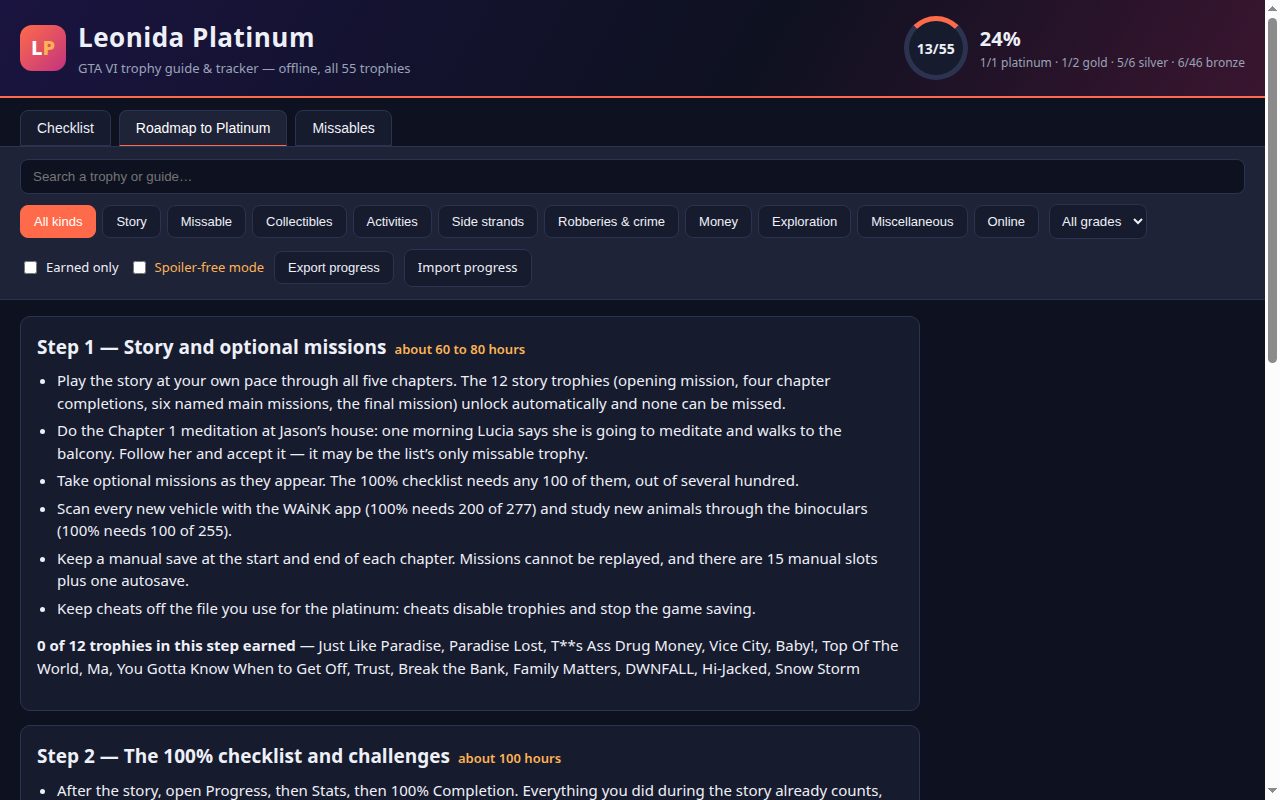 LP
Leonida Platinum
GTA VI trophy guide & tracker — offline, all 55 trophies
13/55
24%
1/1 platinum · 1/2 gold · 5/6 silver · 6/46 bronze
Checklist
Roadmap to Platinum
Missables
Search a trophy or guide…
All kinds
Story
Missable
Collectibles
Activities
Side strands
Robberies & crime
Money
Exploration
Miscellaneous
Online
All grades
Earned only
Spoiler-free mode
Export progress
Import progress
Step 1 — Story and optional missions about 60 to 80 hours
• Play the story at your own pace through all five chapters. The 12 story trophies (opening mission, four chapter
completions, six named main missions, the final mission) unlock automatically and none can be missed.
• Do the Chapter 1 meditation at Jason’s house: one morning Lucia says she is going to meditate and walks to the
balcony. Follow her and accept it — it may be the list’s only missable trophy.
• Take optional missions as they appear. The 100% checklist needs any 100 of them, out of several hundred.
• Scan every new vehicle with the WAiNK app (100% needs 200 of 277) and study new animals through the binoculars
(100% needs 100 of 255).
• Keep a manual save at the start and end of each chapter. Missions cannot be replayed, and there are 15 manual slots
plus one autosave.
• Keep cheats off the file you use for the platinum: cheats disable trophies and stop the game saving.
0 of 12 trophies in this step earned — Just Like Paradise, Paradise Lost, T**s Ass Drug Money, Vice City, Baby!, Top Of The
World, Ma, You Gotta Know When to Get Off, Trust, Break the Bank, Family Matters, DWNFALL, Hi-Jacked, Snow Storm
Step 2 — The 100% checklist and challenges about 100 hours
• After the story, open Progress, then Stats, then 100% Completion. Everything you did during the story already counts,